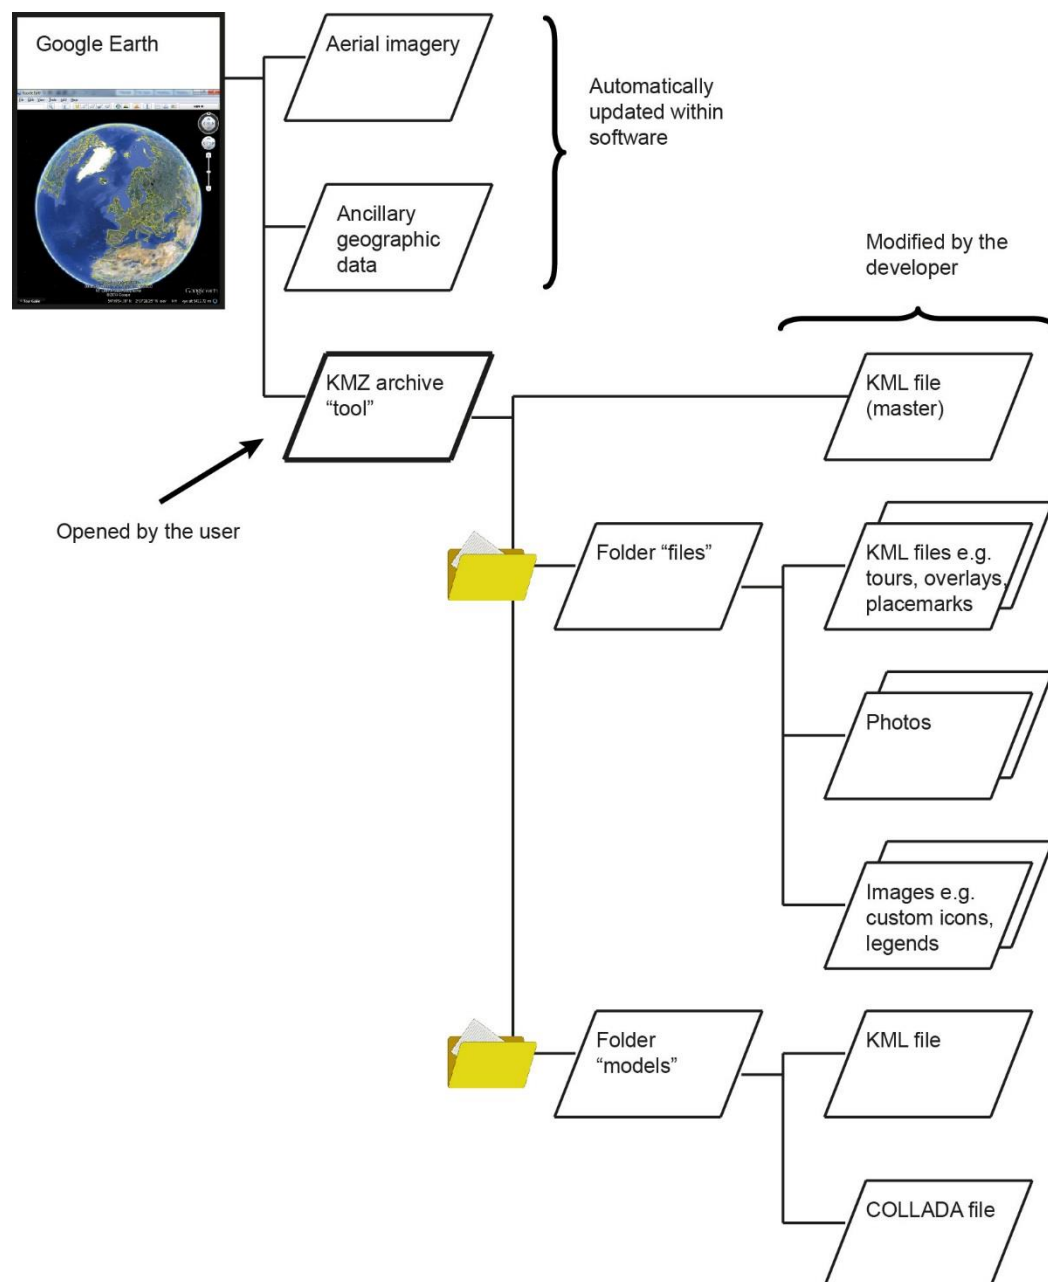 Google Earth
Aerial imagery
Automatically
updated within
software
Ancillary
geographic
data
Modified by the
developer
KMZ archive
“tool”
KML file
(master)
Opened by the user
Folder “files”
KML files e.g.
tours, overlays,
placemarks
Photos
Images e.g.
custom icons,
legends
Folder
“models”
KML file
COLLADA file